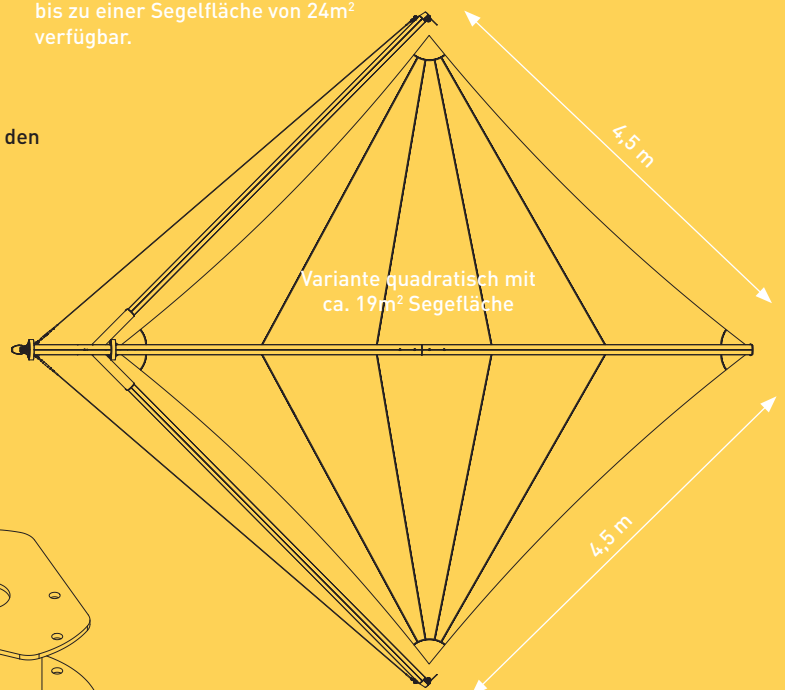 bis zu einer Segelfläche von 24m²
verfügbar.
den
4,5 m
Variante quadratisch mit
ca. 19m² Segefläche
4,5 m